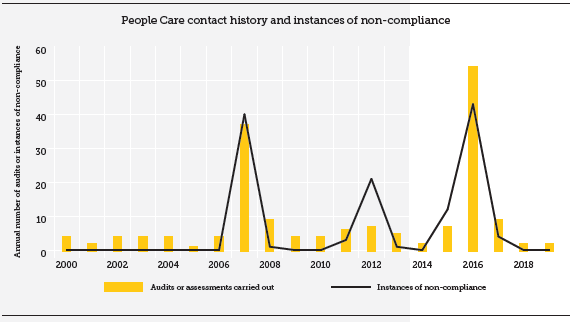 People Care contact history and instances of non-compliance
Annual number of audits or instances of non-compliance
60
50
40
30
20
10
0
2000 2002 2004 2006 2008 2010 2012 2014 2016 2018
Audits or assessments carried out Instances of non-compliance